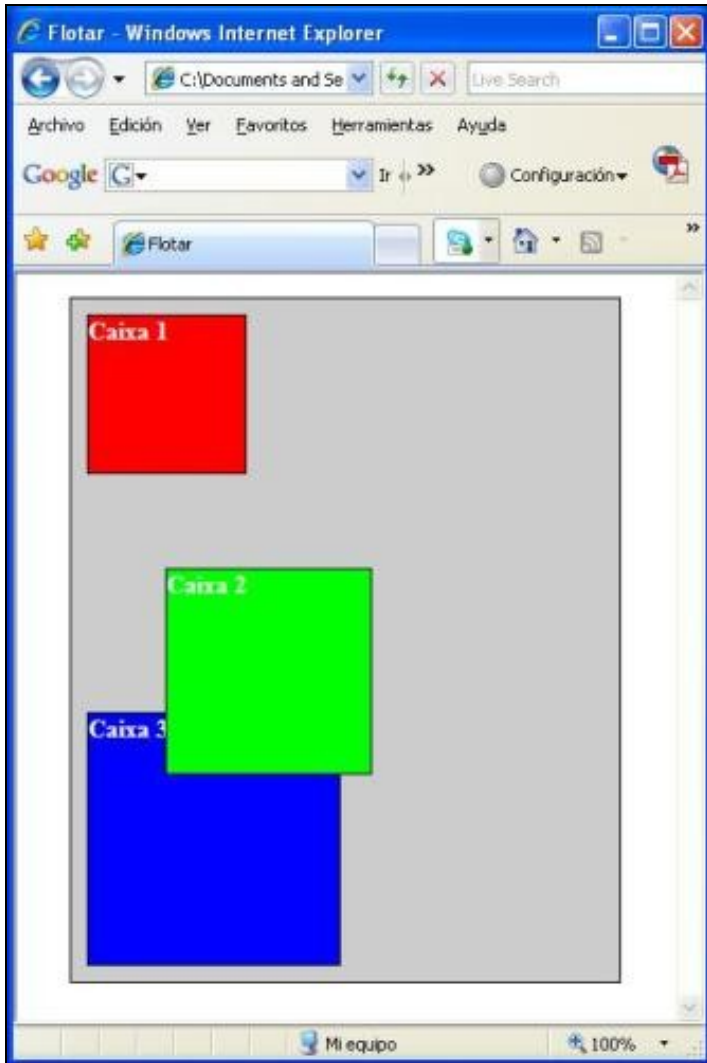 Flotar - Windows Internet Explorer
C:\Documents and Se
Live Search
Archivo Edición Ver Favoritos Herramientas Ayuda
Google G Ir » Configuración
Flotar »
Caixa 1
Caixa 2
Caixa 3
Mi equipo 100%